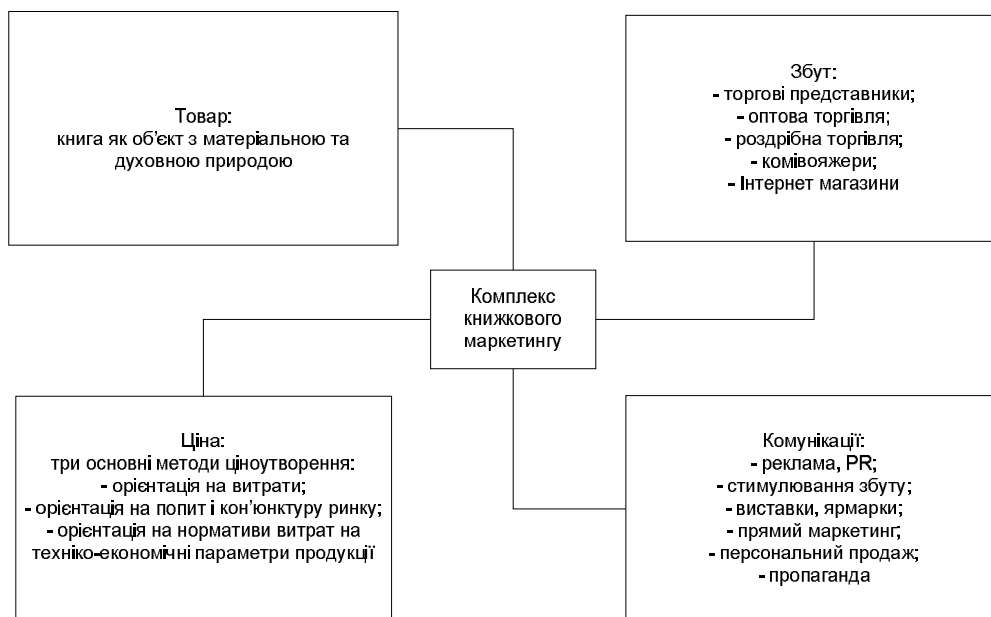 Товар:
книга як об’єкт з матеріальною та
духовною природою
Збут:
- торгові представники;
- оптова торгівля;
- роздрібна торгівля;
- комівояжери;
- Інтернет магазини
Комплекс
книжкового
маркетингу
Ціна:
три основні методи ціноутворення:
- орієнтація на витрати;
- орієнтація на попит і кон’юнктуру ринку;
- орієнтація на нормативи витрат на
техніко-економічні параметри продукції
Комунікації:
- реклама, PR;
- стимулювання збуту;
- виставки, ярмарки;
- прямий маркетинг;
- персональний продаж;
- пропаганда